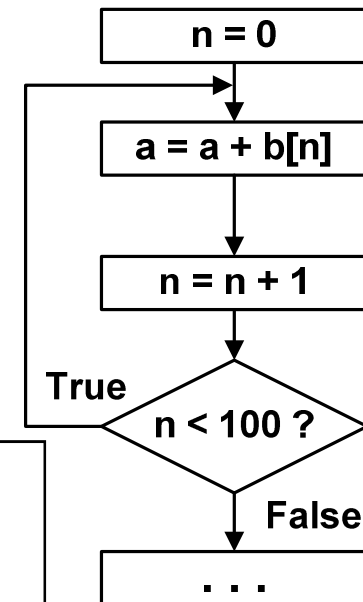 n = 0
a = a + b[n]
n = n + 1
True
n < 100 ?
False
. . .